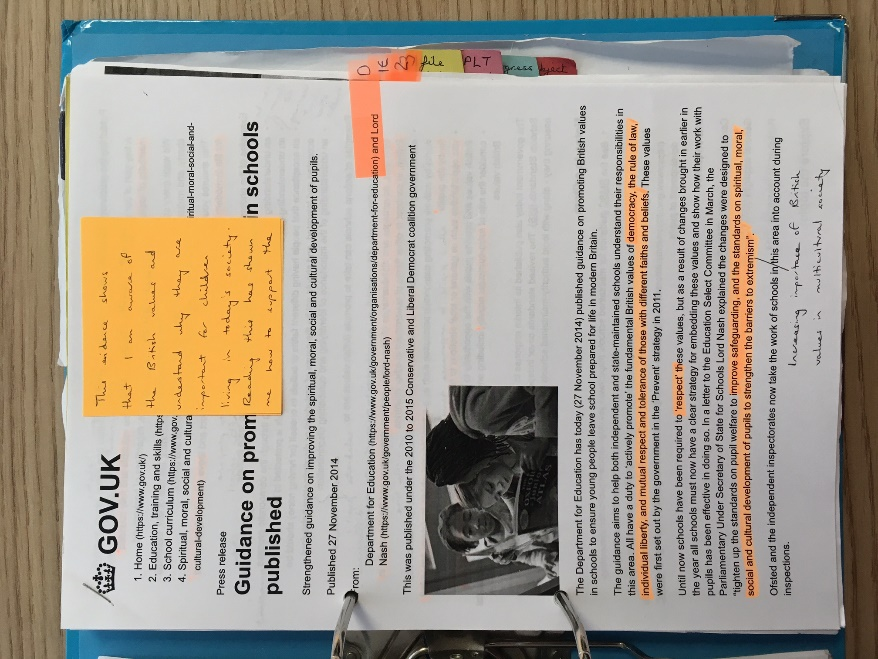 file
PLT
D
1E
GOV.UK
1. Home (https://www.gov.uk/)
2. Education, training and skills (https
3. School curriculum (https://www.gov.
4. Spiritual, moral, social and cultura
ritual-moral-social-and-
cultural-development)
This evidence shows
that I am aware of
the British values and
understand why they are
important for children
living in today's society.
Reading this has shown
me how to support the
Press release
Guidance on prom
in schools
published
Strengthened guidance on improving the spiritual, moral, social and cultural development of pupils.
Published 27 November 2014
From:
Department for Education (https://www.gov.uk/government/organisations/department-for-education) and Lord
Nash (https://www.gov.uk/government/people/lord-nash)
This was published under the 2010 to 2015 Conservative and Liberal Democrat coalition government
The Department for Education has today (27 November 2014) published guidance on promoting British values
in schools to ensure young people leave school prepared for life in modern Britain.
The guidance aims to help both independent and state-maintained schools understand their responsibilities in
this area. All have a duty to 'actively promote' the fundamental British values of democracy, the rule of law,
individual liberty, and mutual respect and tolerance of those with different faiths and beliefs. These values
were first set out by the government in the 'Prevent' strategy in 2011.
Until now schools have been required to 'respect' these values, but as a result of changes brought in earlier in
the year all schools must now have a clear strategy for embedding these values and show how their work with
pupils has been effective in doing so. In a letter to the Education Select Committee in March, the
Parliamentary Under Secretary of State for Schools Lord Nash explained the changes were designed to
"tighten up the standards on pupil welfare to improve safeguarding, and the standards on spiritual, moral,
social and cultural development of pupils to strengthen the barriers to extremism".
Ofsted and the independent inspectorates now take the work of schools in this area into account during
inspections.
Increasing importance of British
values in multicultural society